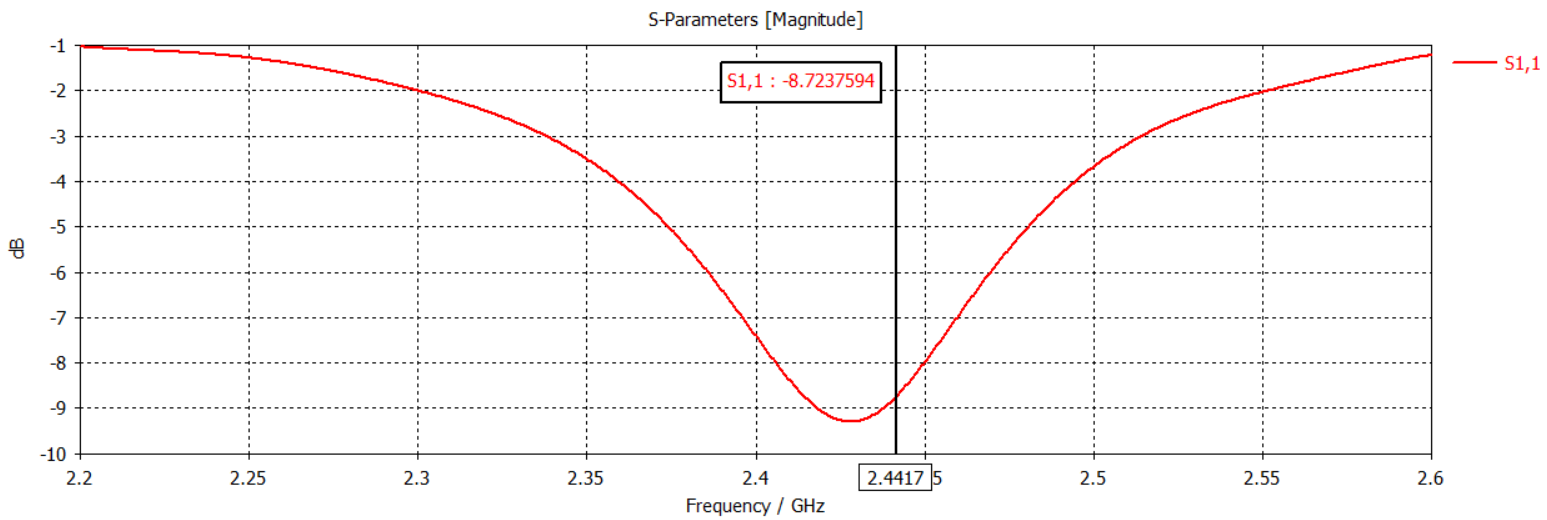 S-Parameters [Magnitude]
S1,1 : -8.7237594
S1,1
-1
-2
-3
-4
-5
-6
-7
-8
-9
-10
dB
2.2 2.25 2.3 2.35 2.4 2.4417 5 2.5 2.55 2.6
Frequency / GHz